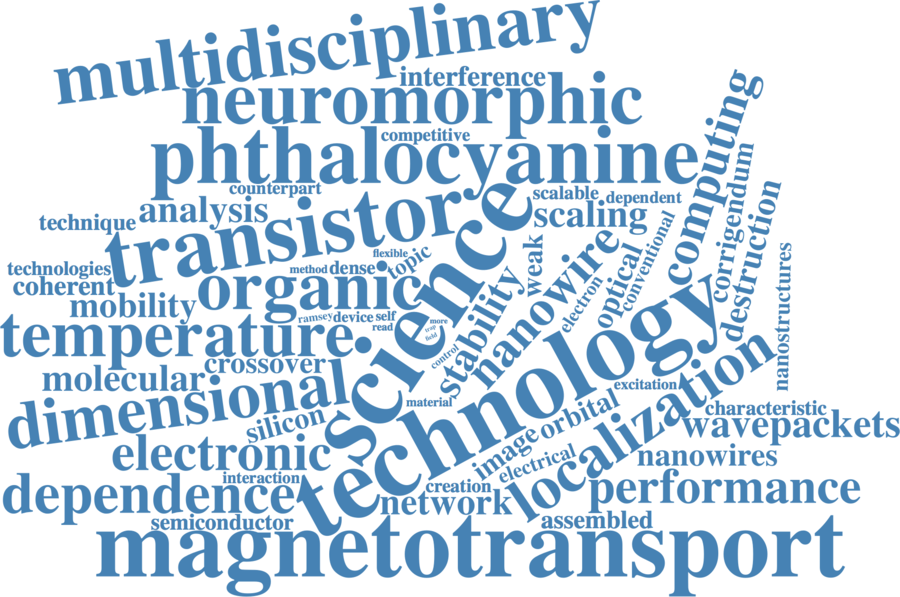 multidisciplinary
interference
neuromorphic
competitive
phthalocyanine
counterpart
scalable
dependent
technique
analysis
transistor
scaling
computing
corrigendum
destruction
science
weak
nanowire
optical
conventional
electron
flexible
topic
method
dense
technologies
coherent
mobility
organic
stability
nanostructures
ramsey
device
self
read
more
trap
field
control
temperature
crossover
technology
molecular
dimensional
silicon
material
excitation
localization
characteristic
wavepackets
electronic
image
orbital
electrical
nanowires
interaction
creation
dependence
network
performance
semiconductor
assembled
magnetotransport